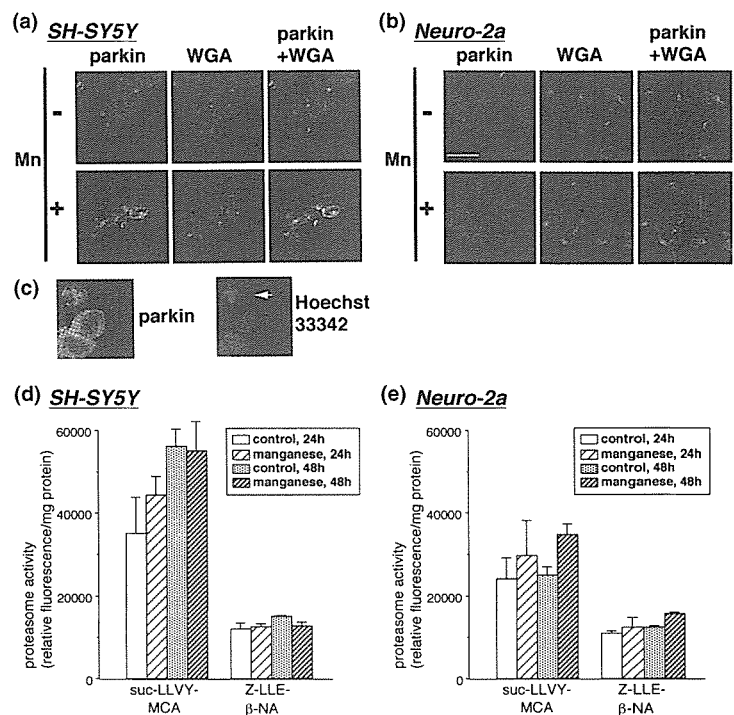 (a) SH-SY5Y
parkin WGA parkin +WGA
Mn
-
+
(b) Neuro-2a
parkin WGA parkin +WGA
Mn
-
+
(c)
parkin
Hoechst
33342
(d) SH-SY5Y
proteasome activity
(relative fluorescence/mg protein)
60000
40000
20000
0
control, 24h
manganese, 24h
control, 48h
manganese, 48h
suc-LLVY-
MCA
Z-LLE-
β-NA
(e) Neuro-2a
proteasome activity
(relative fluorescence/mg protein)
60000
40000
20000
0
control, 24h
manganese, 24h
control, 48h
manganese, 48h
suc-LLVY-
MCA
Z-LLE-
β-NA